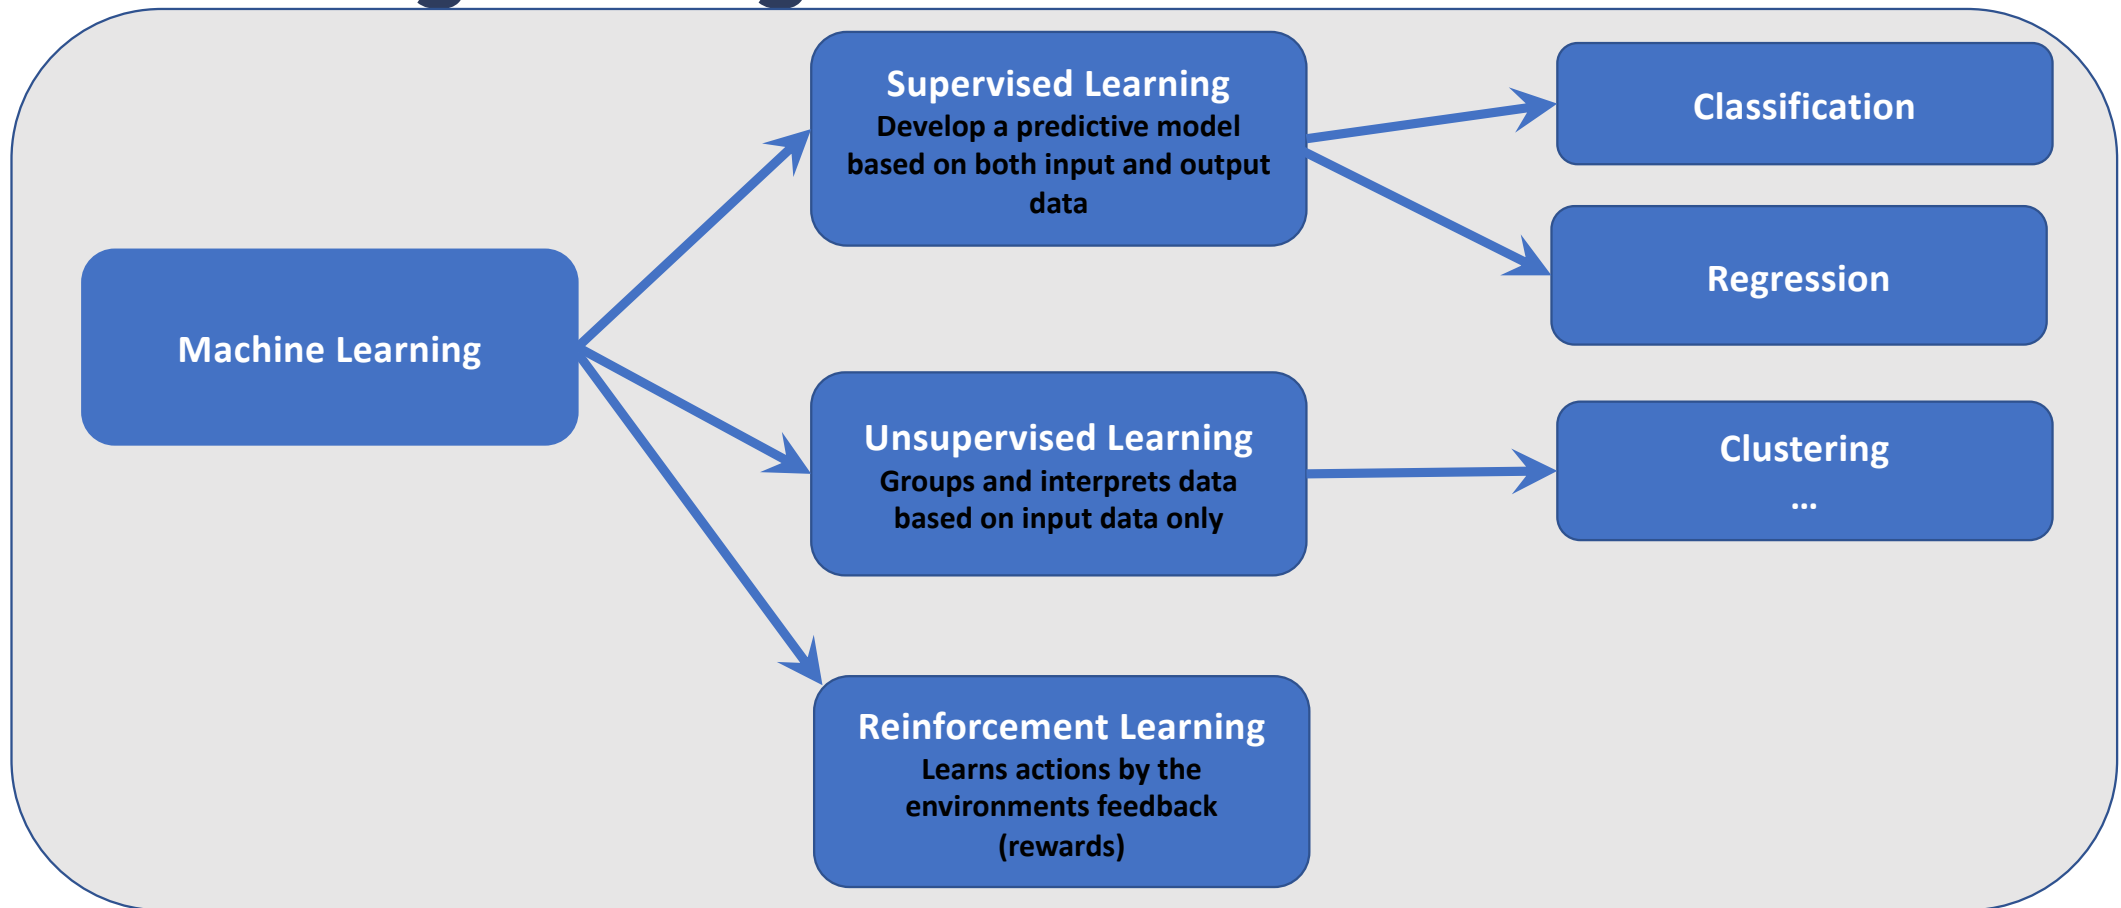 Machine Learning
Supervised Learning
Develop a predictive model
based on both input and output
data
Classification
Regression
Unsupervised Learning
Groups and interprets data
based on input data only
Clustering
...
Reinforcement Learning
Learns actions by the
environments feedback
(rewards)